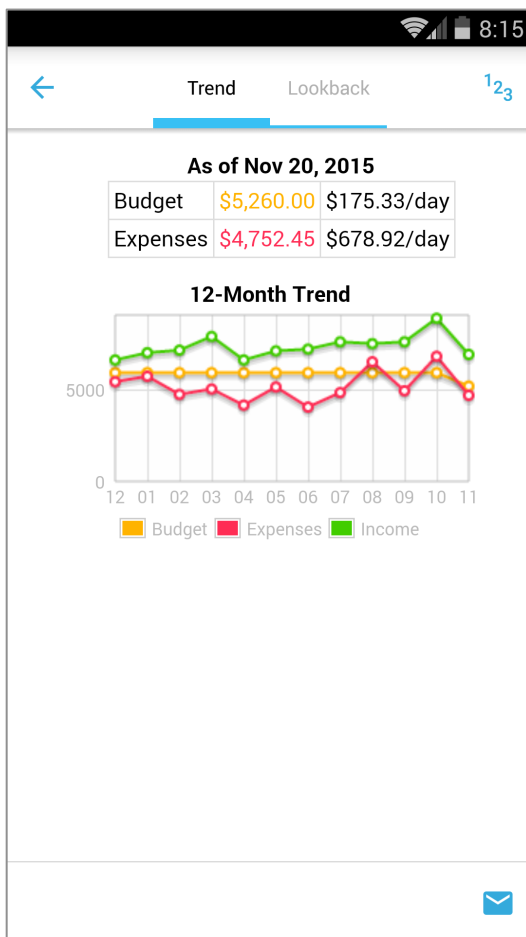 8:15
Trend Lookback 123
As of Nov 20, 2015
Budget $5,260.00 $175.33/day
Expenses $4,752.45 $678.92/day
12-Month Trend
5000
0
12 01 02 03 04 05 06 07 08 09 10 11
Budget Expenses Income